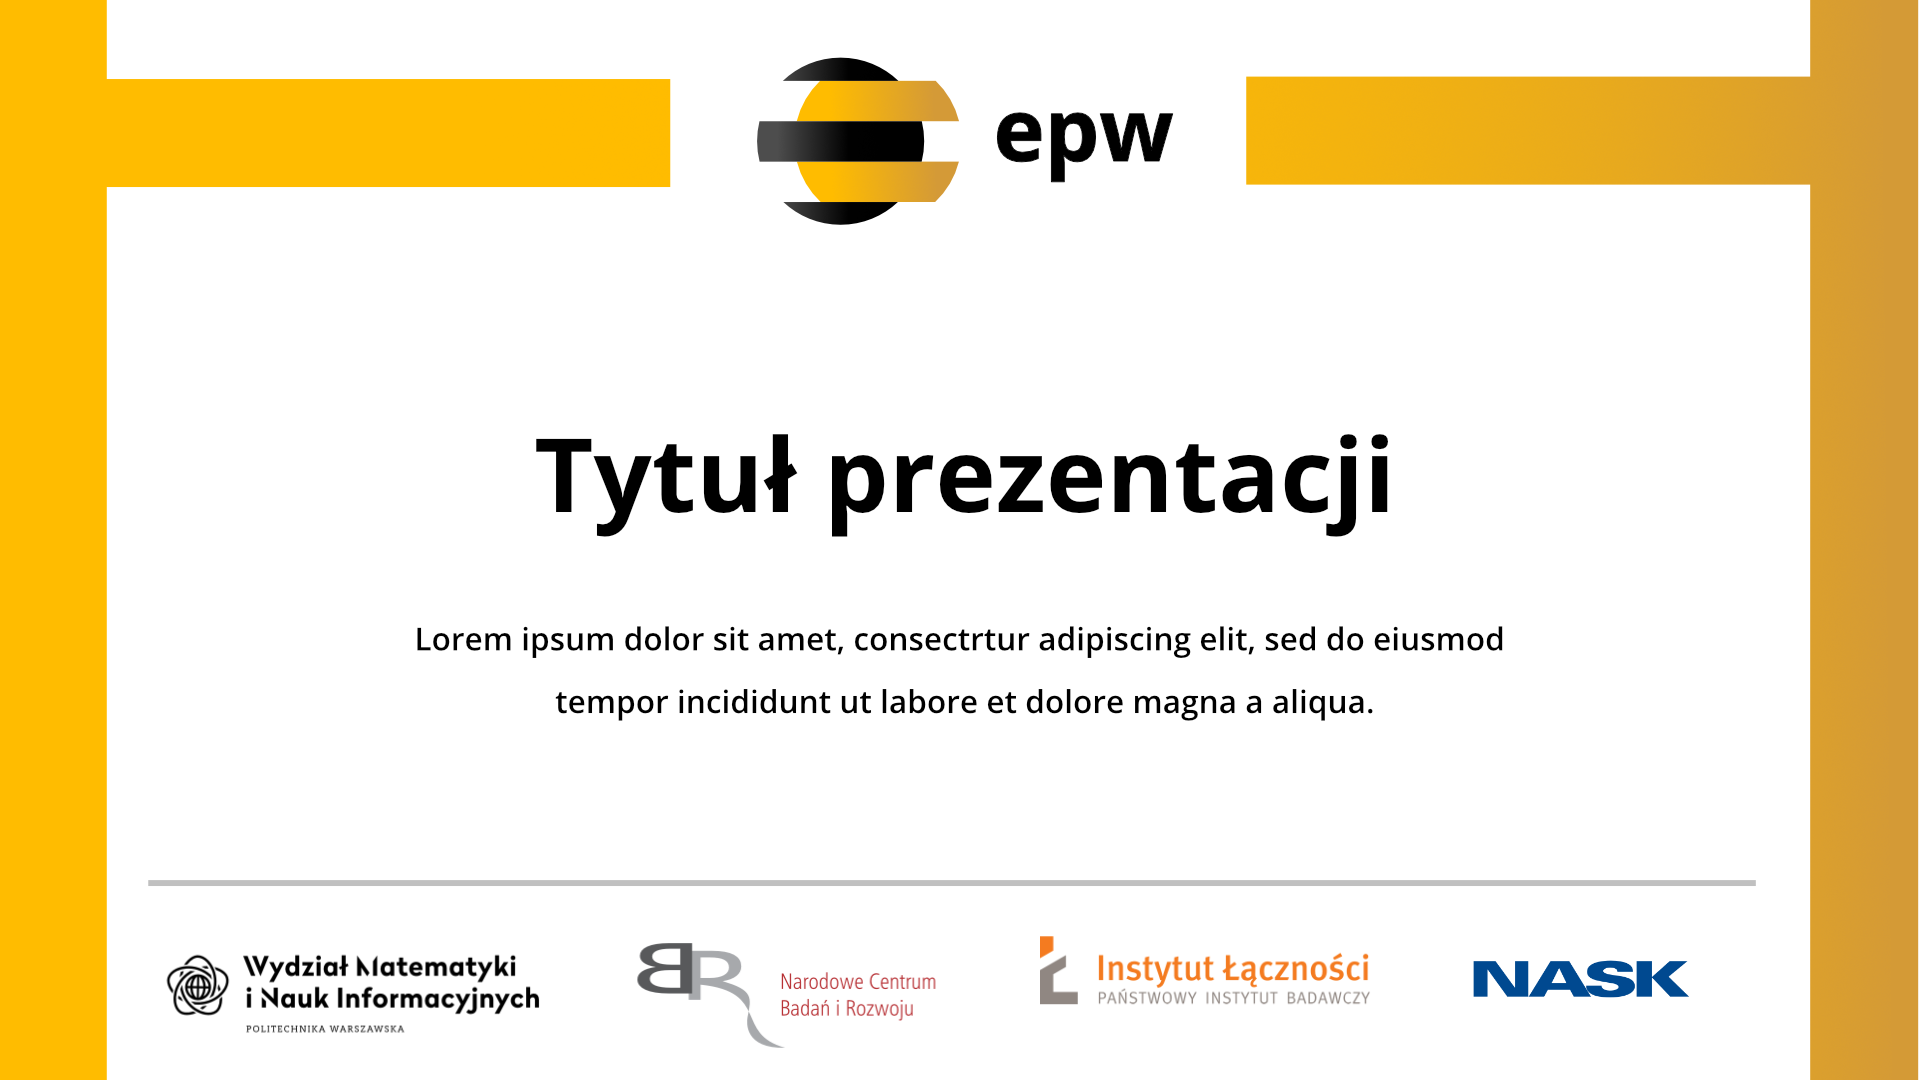 epw
Tytuł prezentacji
Lorem ipsum dolor sit amet, consectrtur adipiscing elit, sed do eiusmod
tempor incididunt ut labore et dolore magna a aliqua.
Wydział Matematyki
i Nauk Informacyjnych
POLITECHNIKA WARSZAWSKA
BR
Narodowe Centrum
Badań i Rozwoju
Instytut Łączności
PAŃSTWOWY INSTYTUT BADAWCZY
NASK